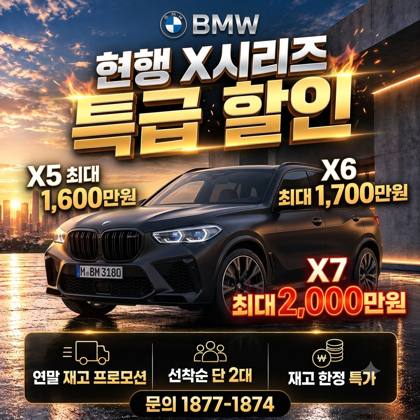 BMW
현행 X시리즈
특급 할인
X5 최대
1,600만원
X6
최대 1,700만원
M·BM 3180
X7
최대 2,000만원
연말 재고 프로모션
선착순 단 2대
₩
재고 한정 특가
문의 1877-1874